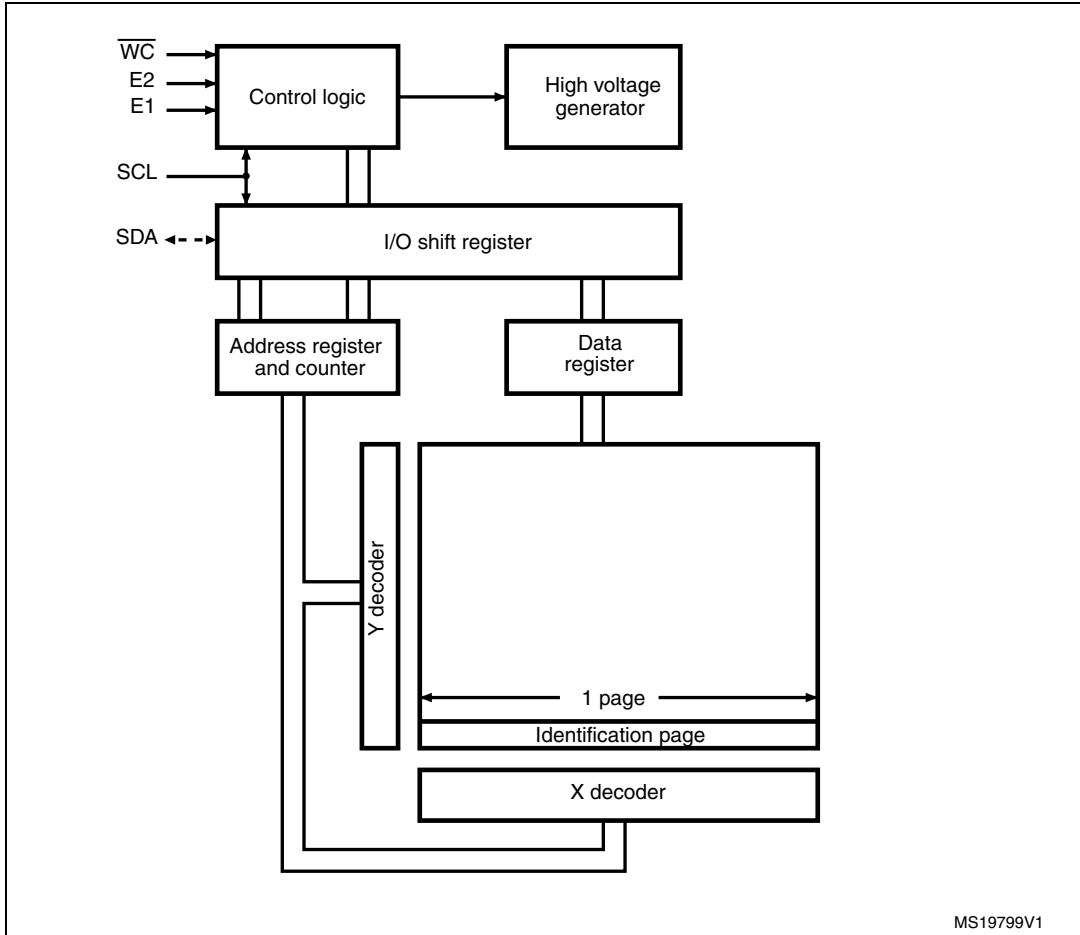 W̅C̅
E2
E1
SCL
SDA
Control logic
High voltage
generator
I/O shift register
Address register
and counter
Data
register
Y decoder
1 page
Identification page
X decoder
MS19799V1